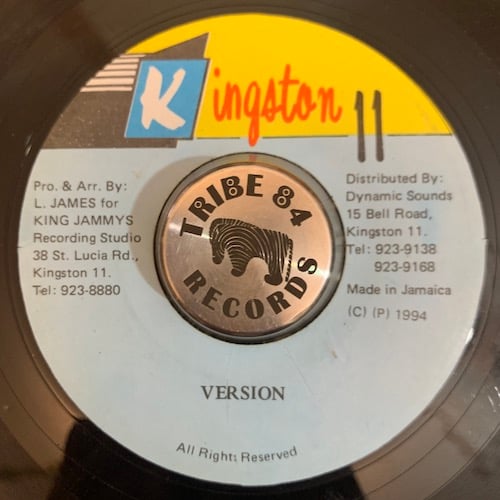 Kingston 11
Pro. & Arr. By:
L. JAMES for
KING JAMMYS
Recording Studio
38 St. Lucia Rd.,
Kingston 11.
Tel: 923-8880
TRIBE 84
RECORDS
Distributed By:
Dynamic Sounds
15 Bell Road,
Kingston 11.
Tel: 923-9138
923-9168
Made in Jamaica
(C) (P) 1994
VERSION
All Rights Reserved